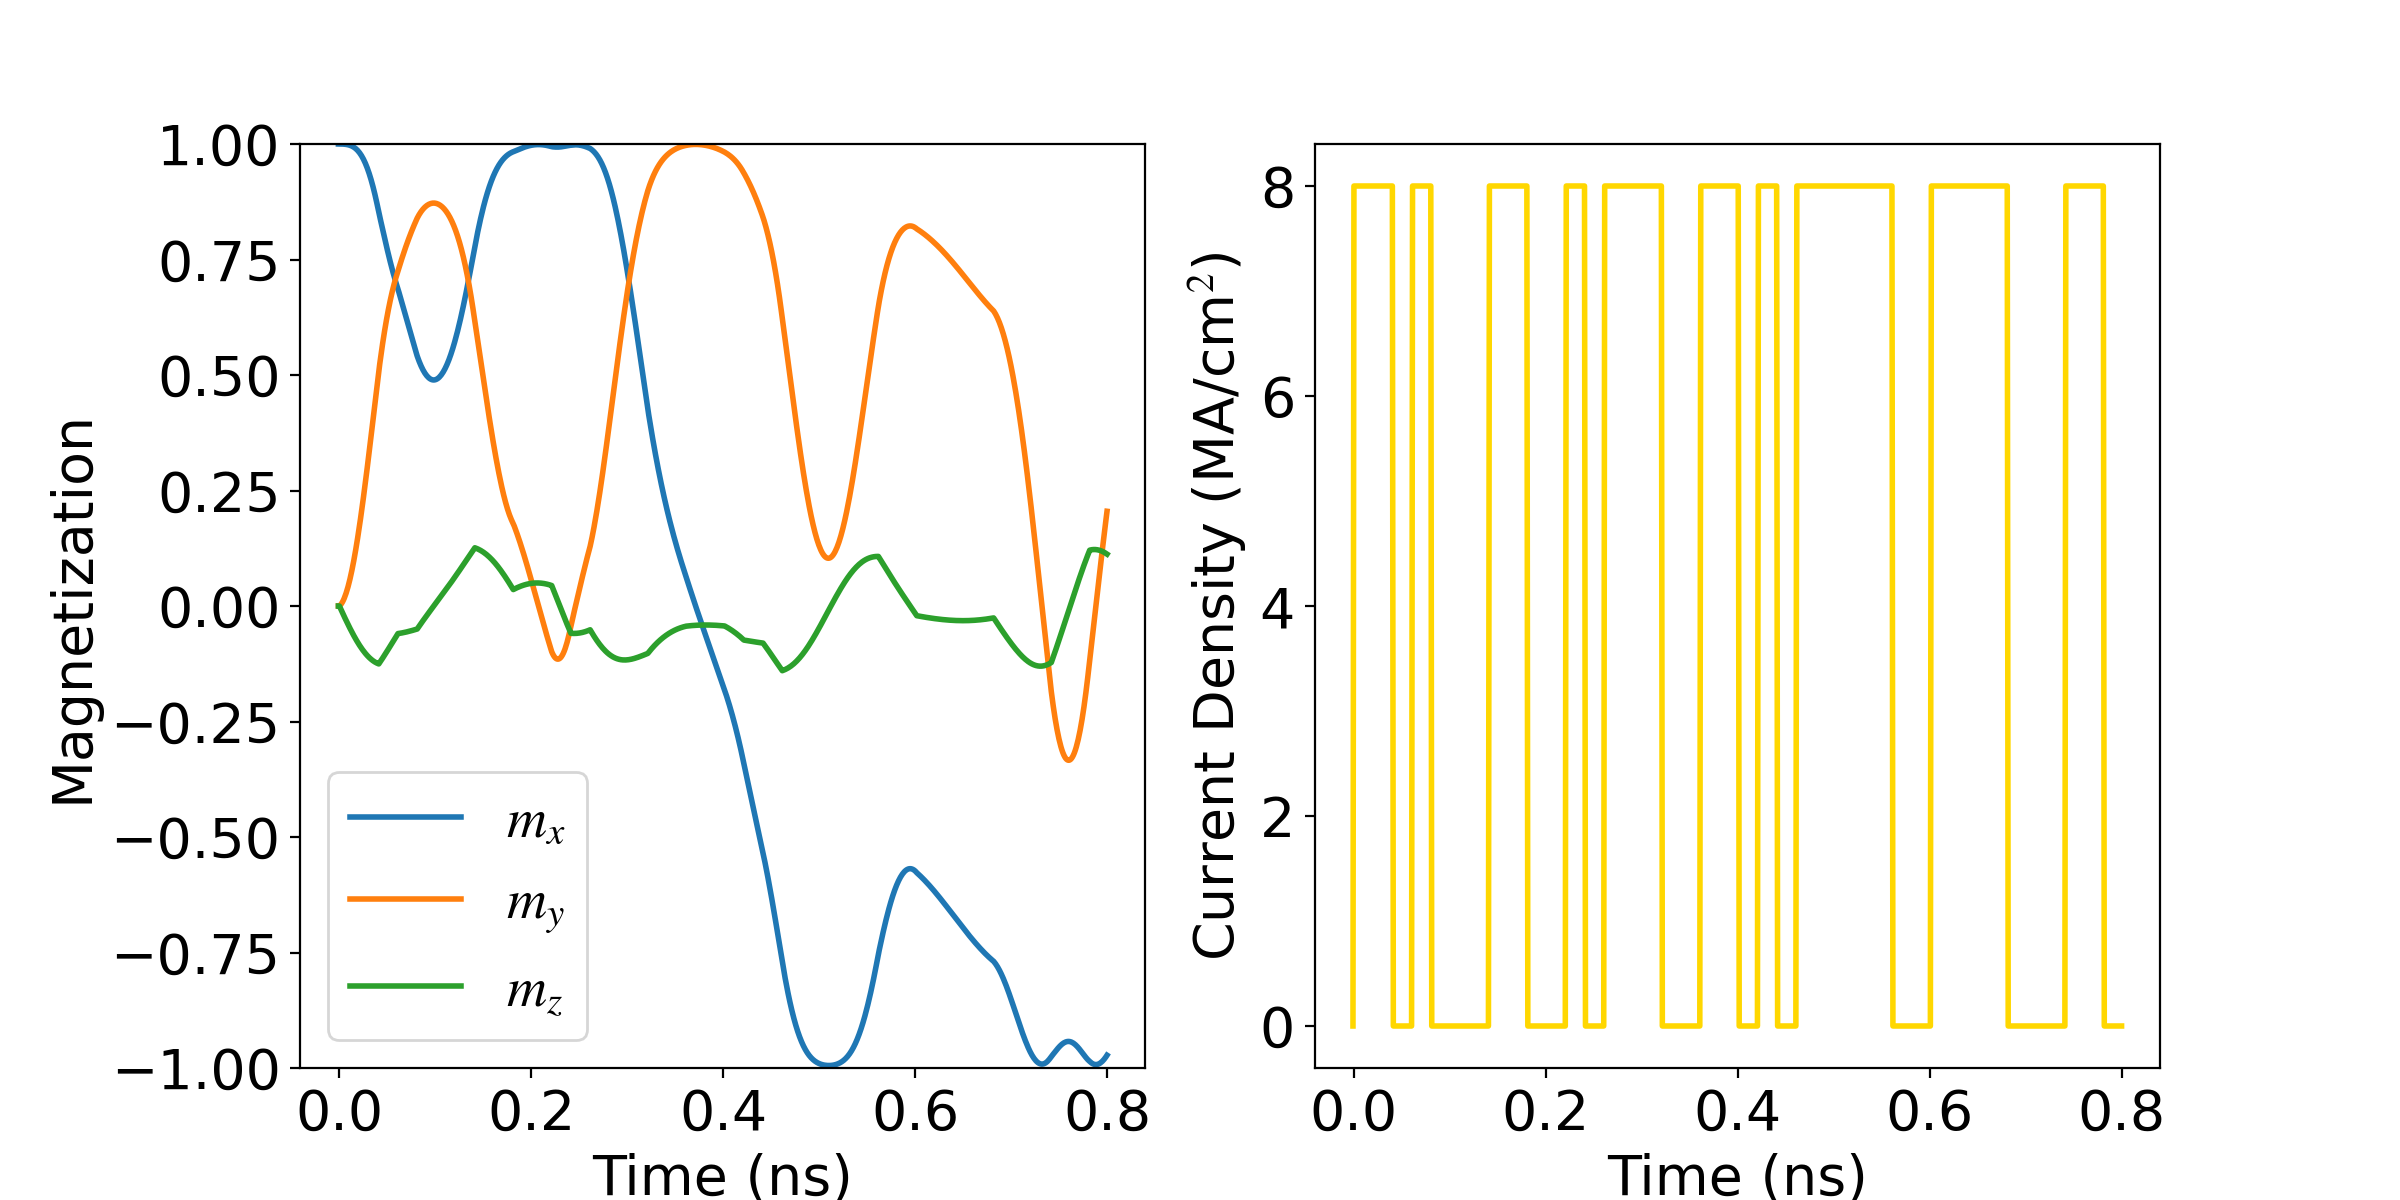 1.00
0.75
0.50
0.25
0.00
−0.25
−0.50
−0.75
−1.00
Magnetization
m_x
m_y
m_z
0.0 0.2 0.4 0.6 0.8
Time (ns)
8
6
4
2
0
Current Density (MA/cm²)
0.0 0.2 0.4 0.6 0.8
Time (ns)